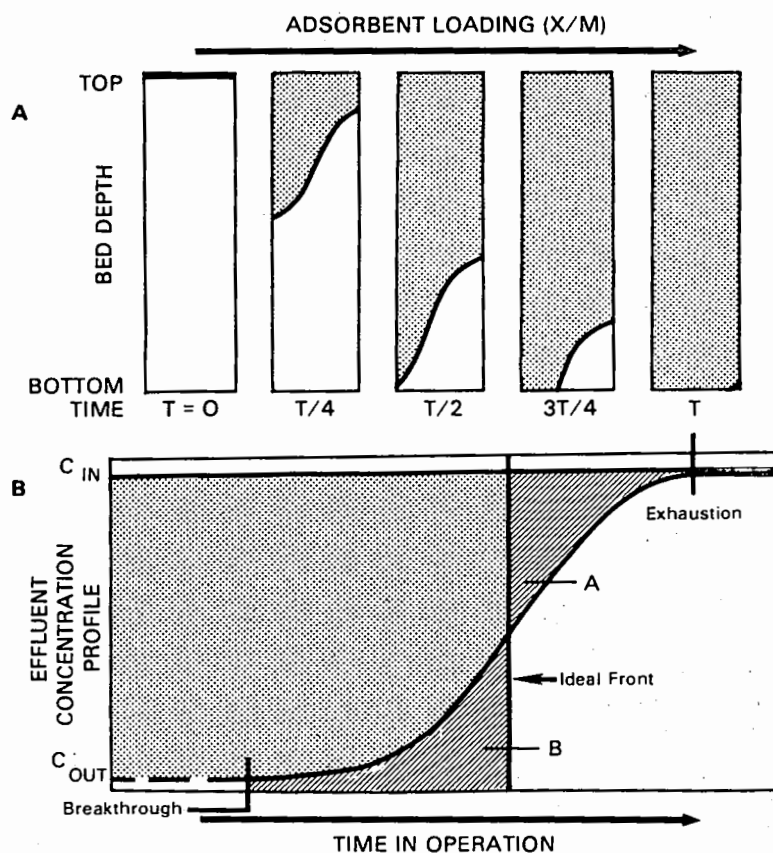 ADSORBENT LOADING (X/M)
TOP
A
BED DEPTH
BOTTOM
TIME T = 0 T/4 T/2 3T/4 T
C IN
B
Exhaustion
A
EFFLUENT
CONCENTRATION
PROFILE
Ideal Front
B
C OUT
Breakthrough
TIME IN OPERATION